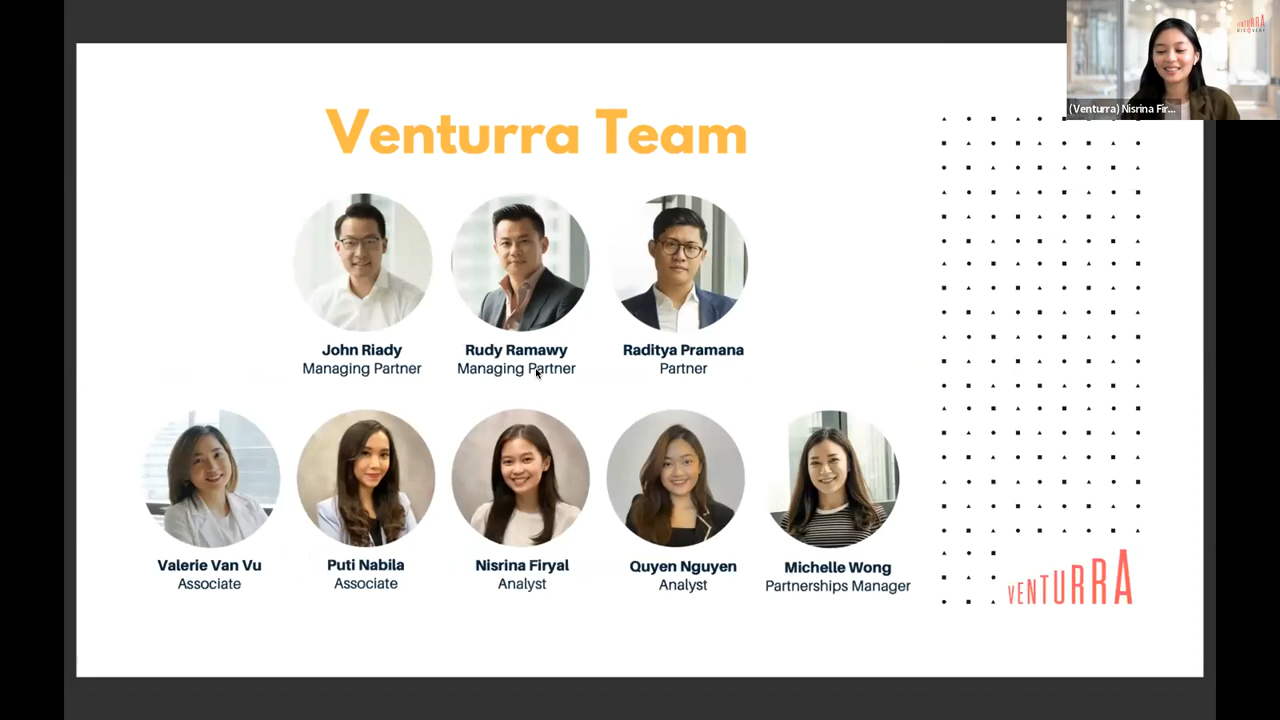 Venturra Team
(Venturra) Nisrina Fir...
John Riady
Managing Partner
Rudy Ramawy
Managing Partner
Raditya Pramana
Partner
Valerie Van Vu
Associate
Puti Nabila
Associate
Nisrina Firyal
Analyst
Quyen Nguyen
Analyst
Michelle Wong
Partnerships Manager
VENTURRA
VENTURRA